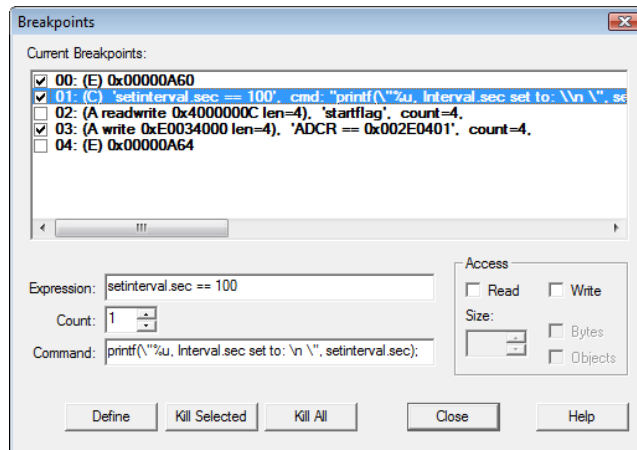 Breakpoints
Current Breakpoints:
00: (E) 0x00000A60
01: (C) 'setinterval.sec == 100', cmd: "printf(\"%u, Interval.sec set to: \\n \", se
02: (A readwrite 0x4000000C len=4), 'startflag', count=4,
03: (A write 0xE0034000 len=4), 'ADCR == 0x002E0401', count=4,
04: (E) 0x00000A64
Expression: setinterval.sec == 100
Count: 1
Command: printf(\"%u, Interval.sec set to: \n \", setinterval.sec);
Access
Read Write
Size:
Bytes
Objects
Define Kill Selected Kill All Close Help